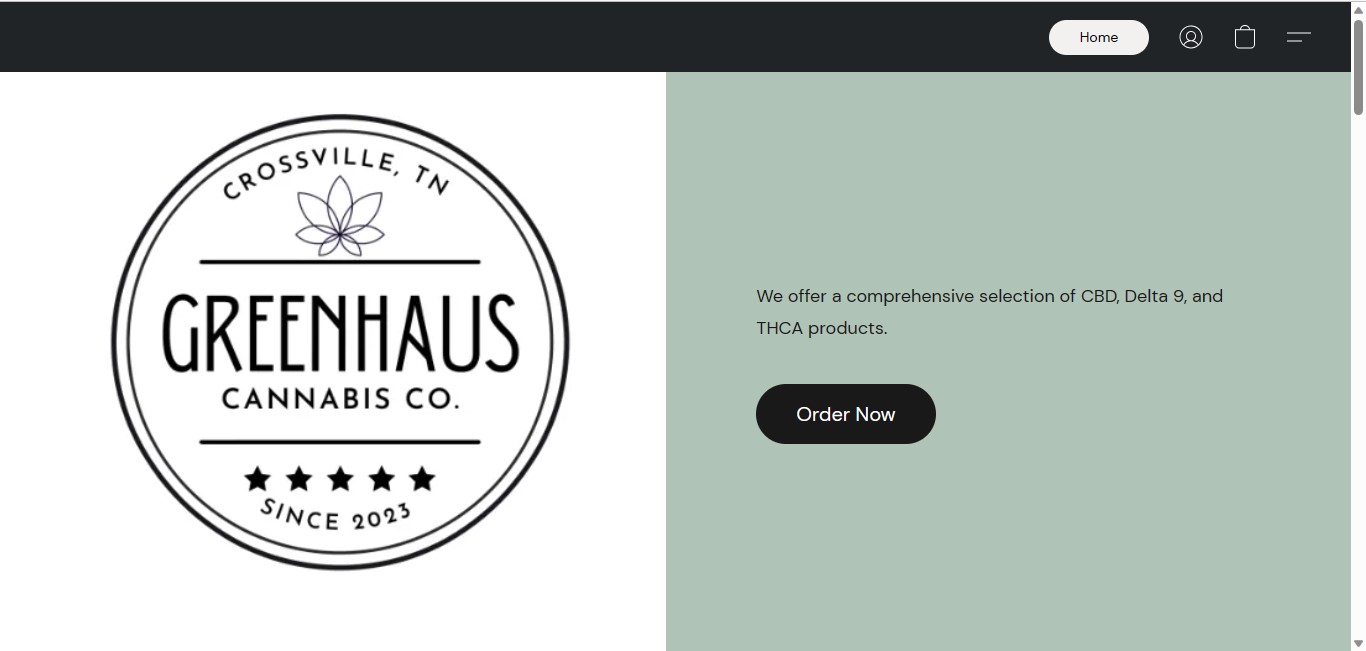 Home
CROSSVILLE, TN
GREENHAUS
CANNABIS CO.
SINCE 2023
We offer a comprehensive selection of CBD, Delta 9, and
THCA products.
Order Now